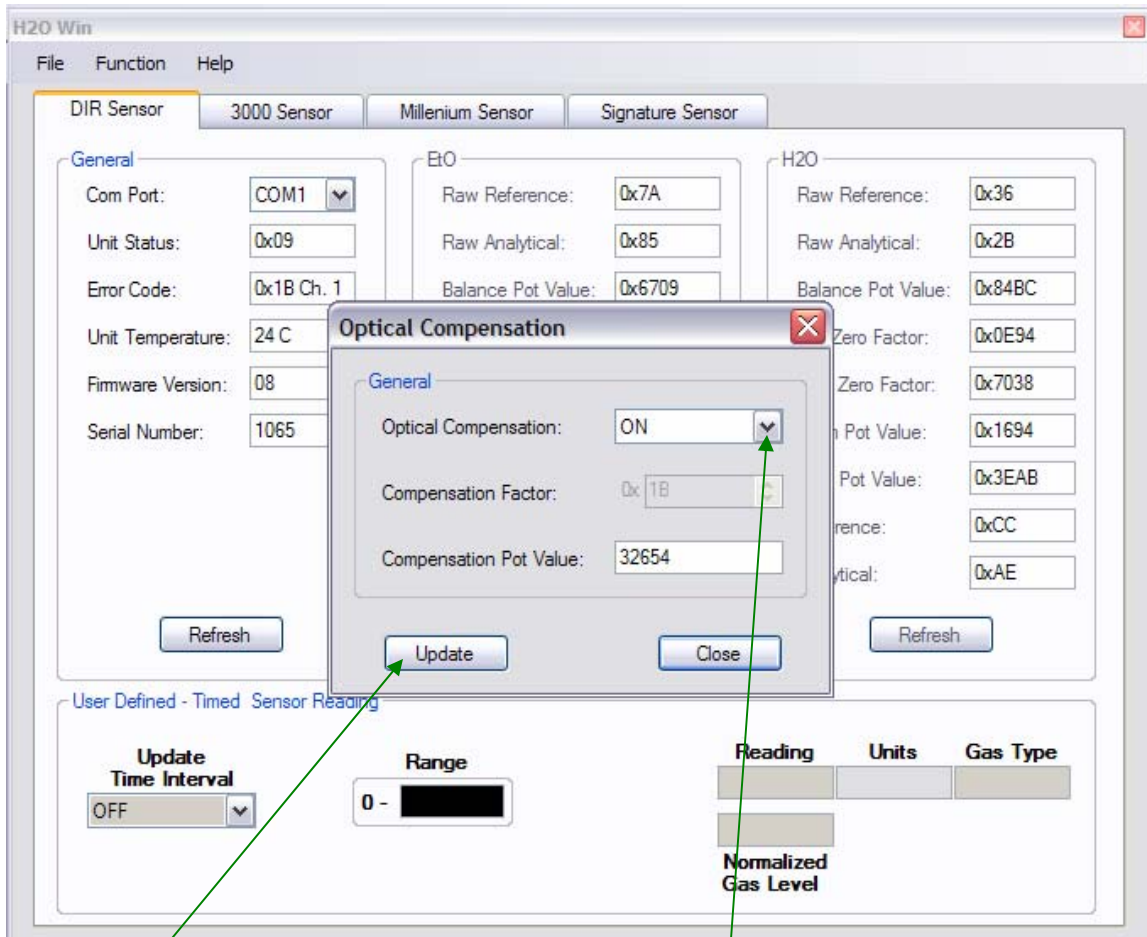 H2O Win
File Function Help
DIR Sensor 3000 Sensor Millenium Sensor Signature Sensor
General
Com Port: COM1
Unit Status: 0x09
Error Code: 0x1B Ch. 1
Unit Temperature: 24 C
Firmware Version: 08
Serial Number: 1065
Refresh
EtO
Raw Reference: 0x7A
Raw Analytical: 0x85
Balance Pot Value: 0x6709
H2O
Raw Reference: 0x36
Raw Analytical: 0x2B
Balance Pot Value: 0x84BC
Zero Factor: 0x0E94
Zero Factor: 0x7038
Pot Value: 0x1694
Pot Value: 0x3EAB
rence: 0xCC
ytical: 0xAE
Refresh
Optical Compensation
General
Optical Compensation: ON
Compensation Factor: 0x 1B
Compensation Pot Value: 32654
Update Close
User Defined - Timed Sensor Reading
Update
Time Interval
OFF
Range
0 -
Reading Units Gas Type
Normalized
Gas Level